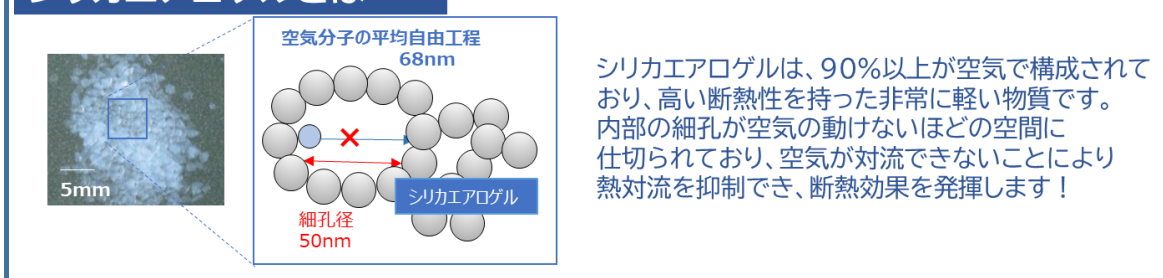 空気分子の平均自由工程
68nm
5mm
シリカエアロゲル
細孔径
50nm
シリカエアロゲルは、90%以上が空気で構成されて
おり、高い断熱性を持った非常に軽い物質です。
内部の細孔が空気の動けないほどの空間に
仕切られており、空気が対流できないことにより
熱対流を抑制でき、断熱効果を発揮します！